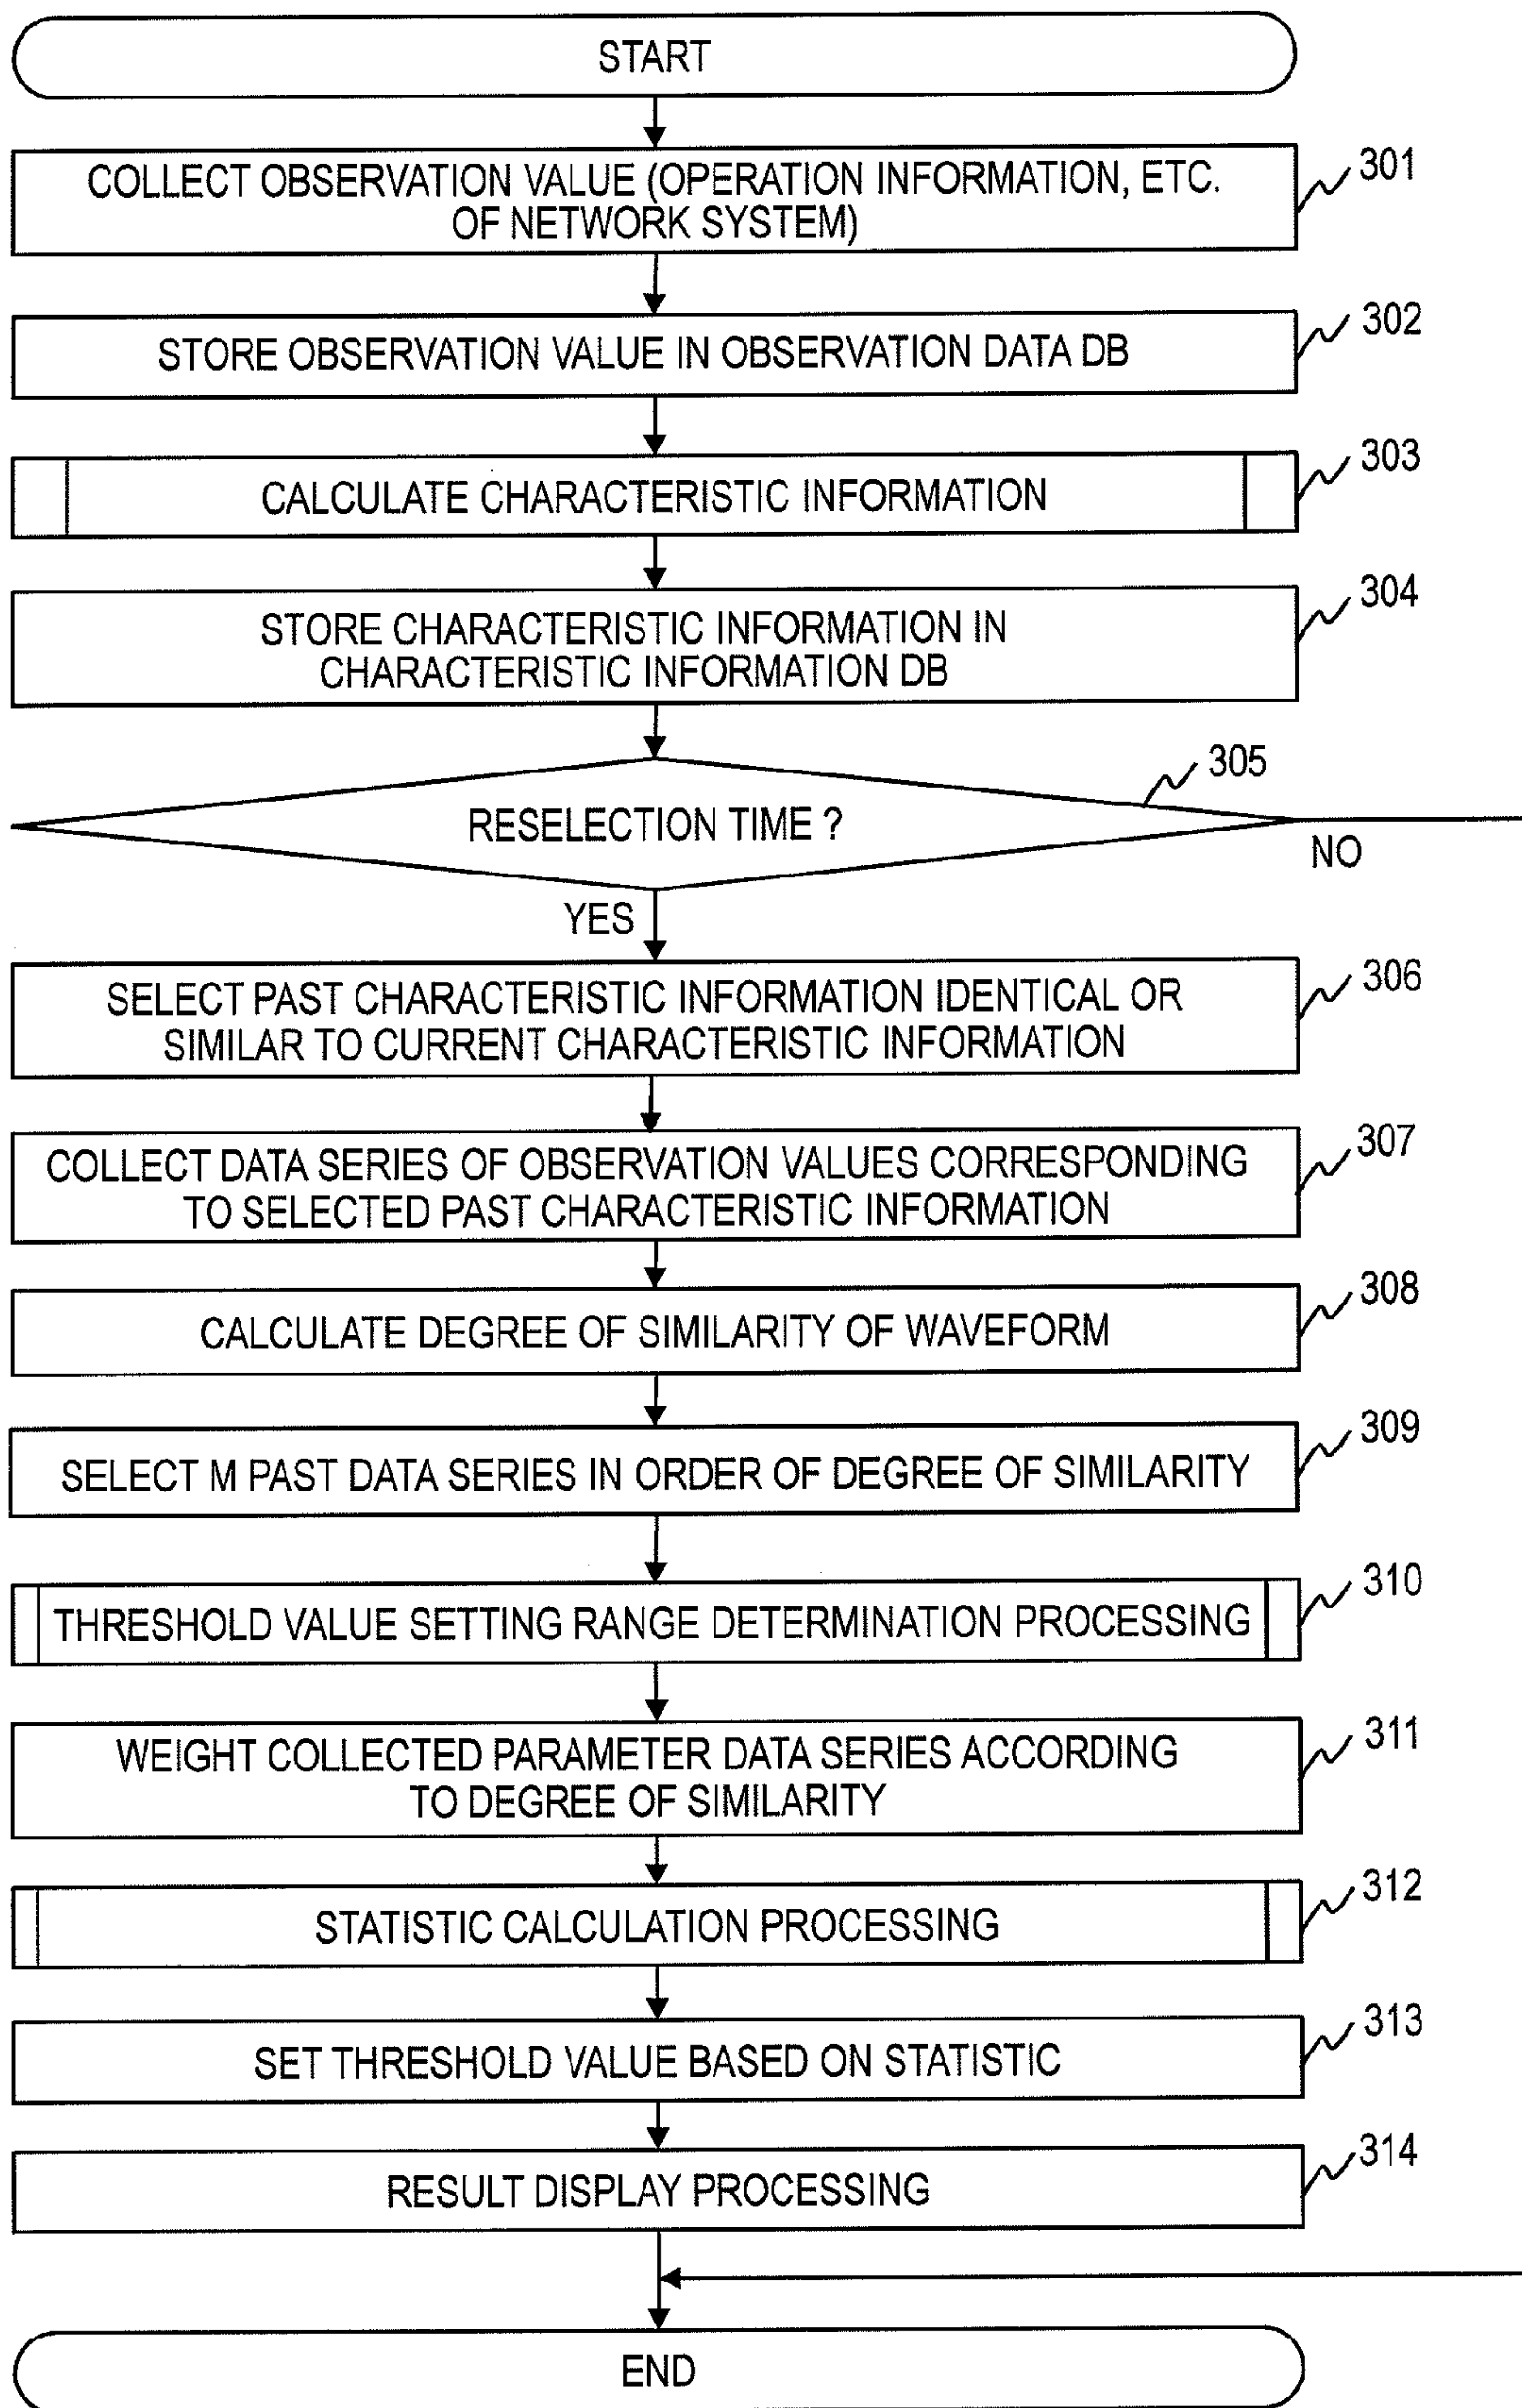 START
COLLECT OBSERVATION VALUE (OPERATION INFORMATION, ETC.
OF NETWORK SYSTEM)
301
STORE OBSERVATION VALUE IN OBSERVATION DATA DB
302
CALCULATE CHARACTERISTIC INFORMATION
303
STORE CHARACTERISTIC INFORMATION IN
CHARACTERISTIC INFORMATION DB
304
RESELECTION TIME ?
305
NO
YES
SELECT PAST CHARACTERISTIC INFORMATION IDENTICAL OR
SIMILAR TO CURRENT CHARACTERISTIC INFORMATION
306
COLLECT DATA SERIES OF OBSERVATION VALUES CORRESPONDING
TO SELECTED PAST CHARACTERISTIC INFORMATION
307
CALCULATE DEGREE OF SIMILARITY OF WAVEFORM
308
SELECT M PAST DATA SERIES IN ORDER OF DEGREE OF SIMILARITY
309
THRESHOLD VALUE SETTING RANGE DETERMINATION PROCESSING
310
WEIGHT COLLECTED PARAMETER DATA SERIES ACCORDING
TO DEGREE OF SIMILARITY
311
STATISTIC CALCULATION PROCESSING
312
SET THRESHOLD VALUE BASED ON STATISTIC
313
RESULT DISPLAY PROCESSING
314
END